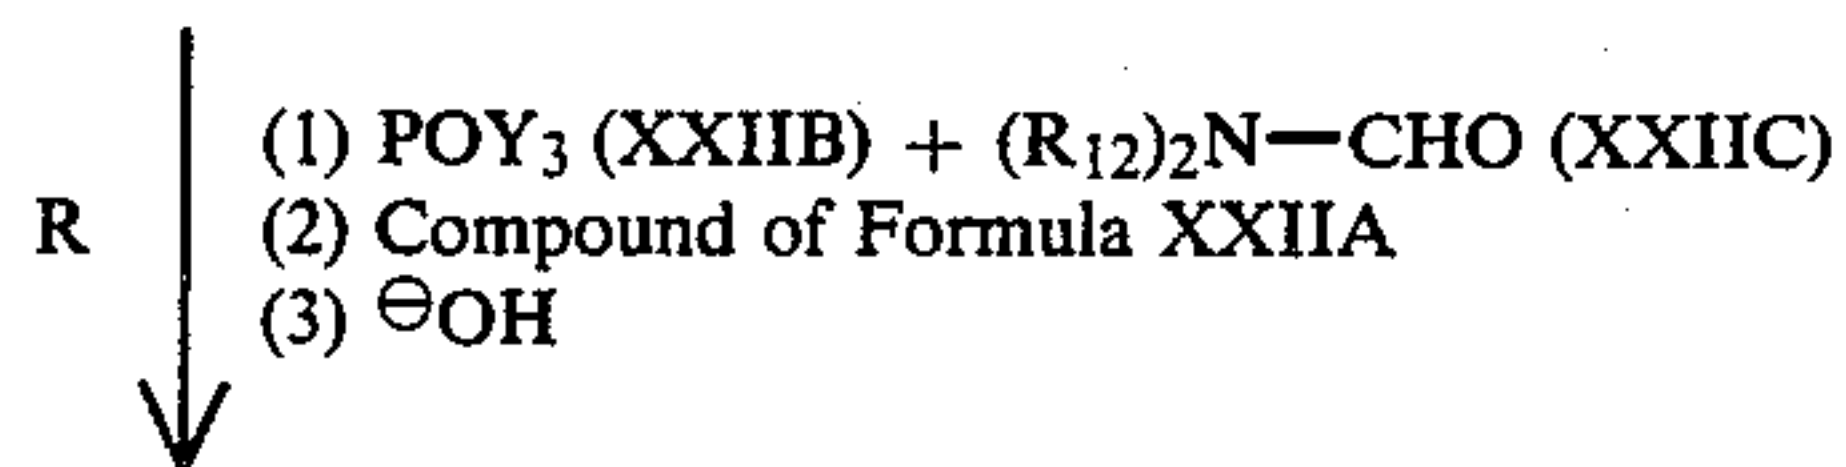 (1) POY₃ (XXIIB) + (R₁₂)₂N—CHO (XXIIC)
R (2) Compound of Formula XXIIA
(3) ⊖OH